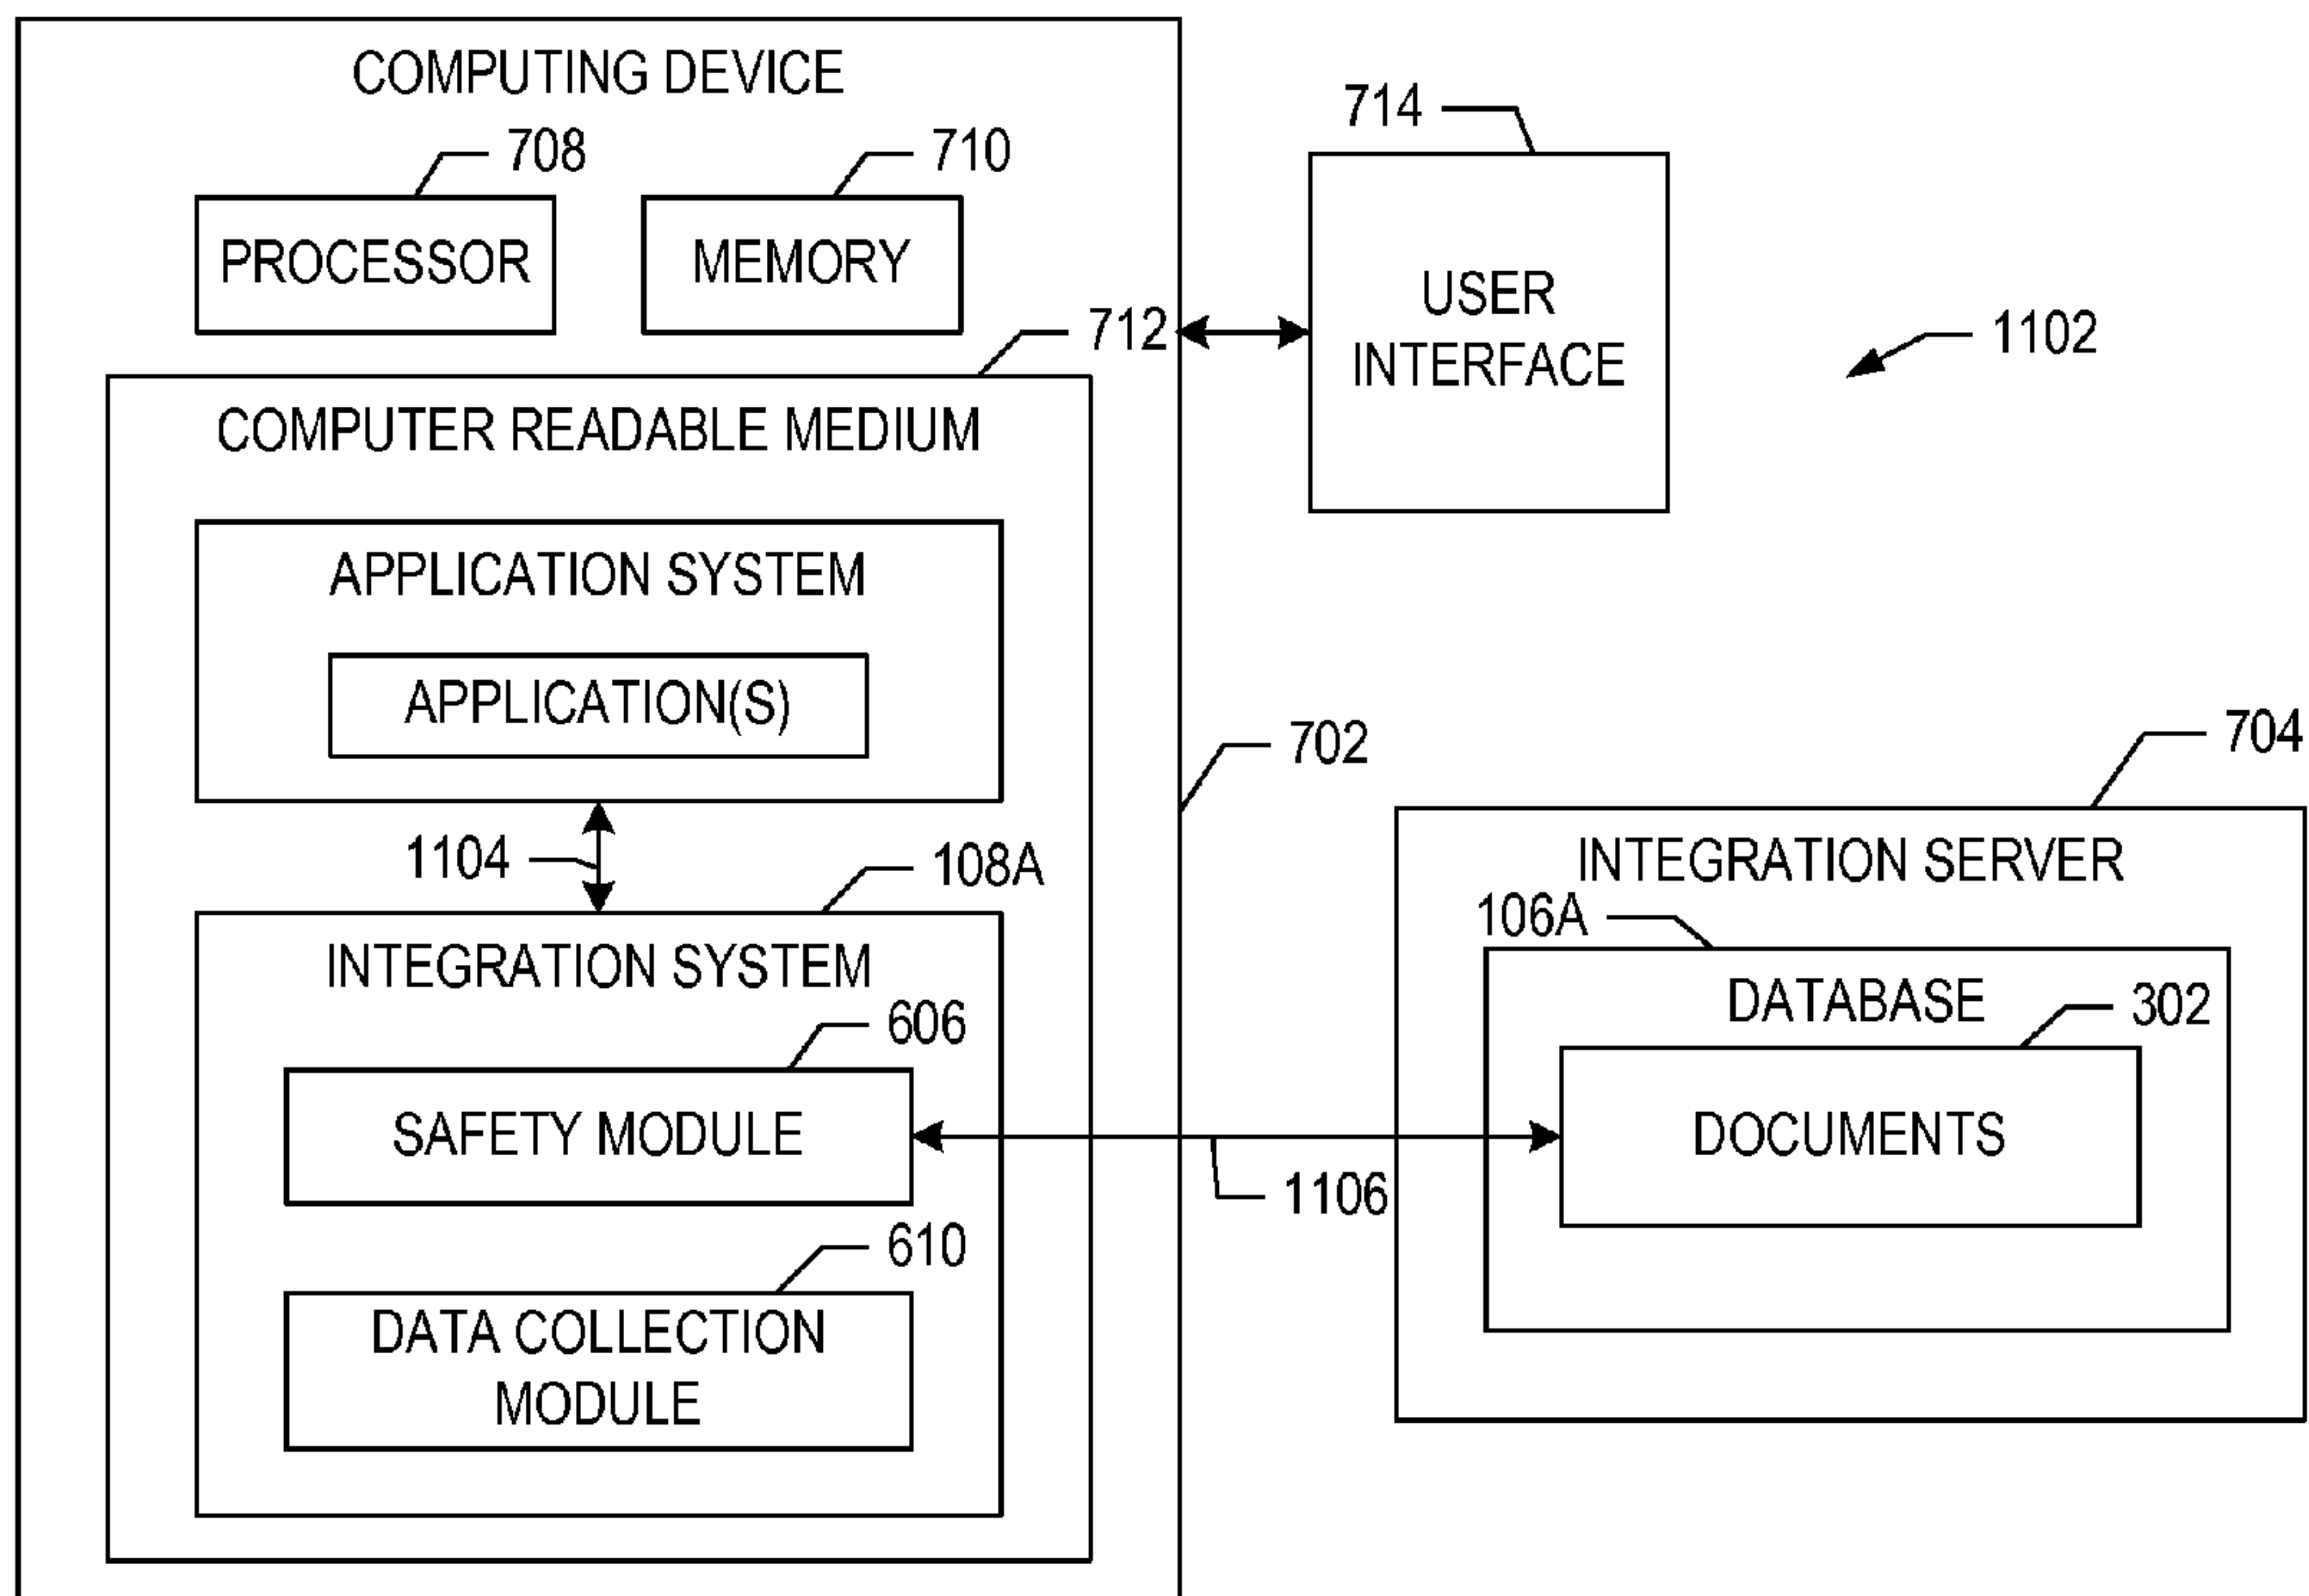 COMPUTING DEVICE
708
710
PROCESSOR
MEMORY
712
COMPUTER READABLE MEDIUM
APPLICATION SYSTEM
APPLICATION(S)
1104
108A
INTEGRATION SYSTEM
606
SAFETY MODULE
610
DATA COLLECTION
MODULE
714
USER
INTERFACE
1102
702
704
INTEGRATION SERVER
106A
DATABASE
302
DOCUMENTS
1106